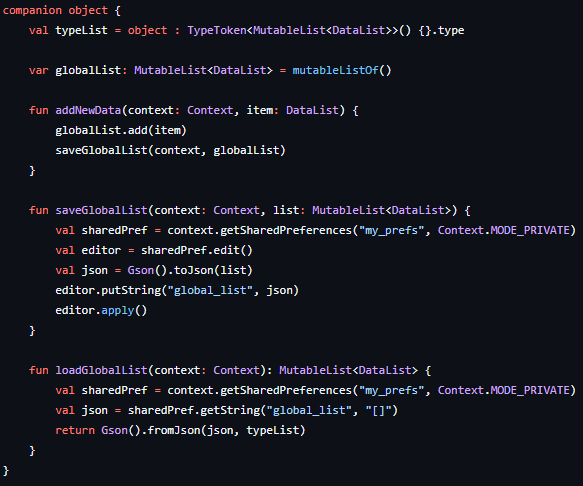 companion object {
    val typeList = object : TypeToken<MutableList<DataList>>() {}.type
    var globalList: MutableList<DataList> = mutableListOf()
    fun addNewData(context: Context, item: DataList) {
        globalList.add(item)
        saveGlobalList(context, globalList)
    }
    fun saveGlobalList(context: Context, list: MutableList<DataList>) {
        val sharedPref = context.getSharedPreferences("my_prefs", Context.MODE_PRIVATE)
        val editor = sharedPref.edit()
        val json = Gson().toJson(list)
        editor.putString("global_list", json)
        editor.apply()
    }
    fun loadGlobalList(context: Context): MutableList<DataList> {
        val sharedPref = context.getSharedPreferences("my_prefs", Context.MODE_PRIVATE)
        val json = sharedPref.getString("global_list", "[]")
        return Gson().fromJson(json, typeList)
    }
}